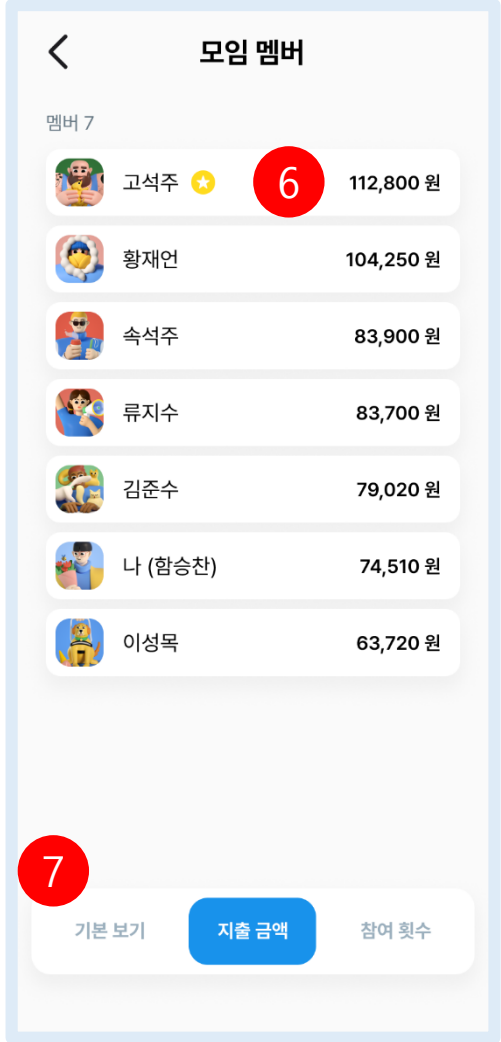 모임 멤버
멤버 7
고석주 6 112,800 원
황재언 104,250 원
속석주 83,900 원
류지수 83,700 원
김준수 79,020 원
나 (함승찬) 74,510 원
이성목 63,720 원
7
기본 보기 지출 금액 참여 횟수